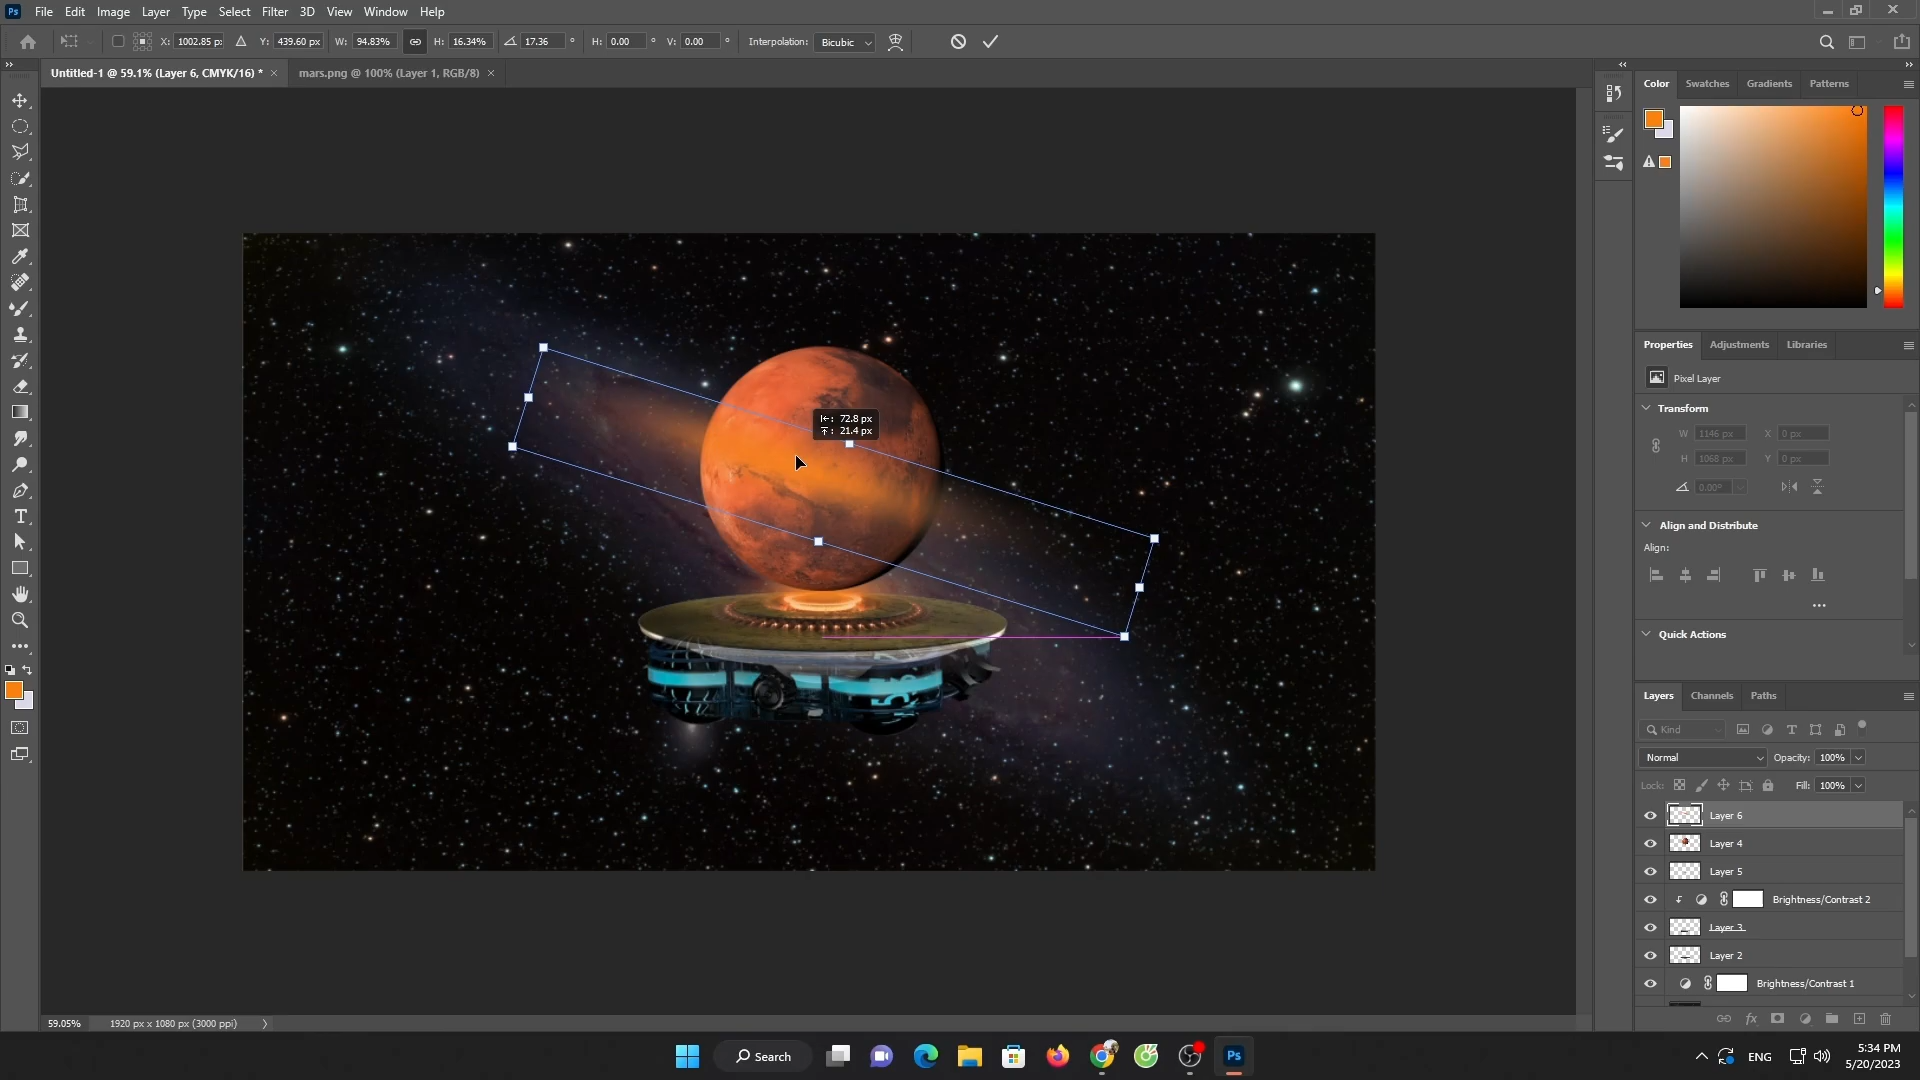 Ps File Edit Image Layer Type Select Filter 3D View Window Help
X: 1002.85 p: Y: 439.60 px W: 94.83% H: 16.34% 17.36 ° H: 0.00 ° V: 0.00 ° Interpolation: Bicubic
Untitled-1 @ 59.1% (Layer 6, CMYK/16) * × mars.png @ 100% (Layer 1, RGB/8) ×
Color Swatches Gradients Patterns
Properties Adjustments Libraries
Pixel Layer
Transform
W 1146 px X 0 px
H 1068 px Y 0 px
0.00°
Align and Distribute
Align:
Quick Actions
72.8 px
21.4 px
Layers Channels Paths
Kind
Normal Opacity: 100%
Lock: Fill: 100%
Layer 6
Layer 4
Layer 5
Brightness/Contrast 2
Layer 3
Layer 2
Brightness/Contrast 1
59.05% 1920 px x 1080 px (3000 ppi)
Search Ps ENG
5:34 PM
5/20/2023